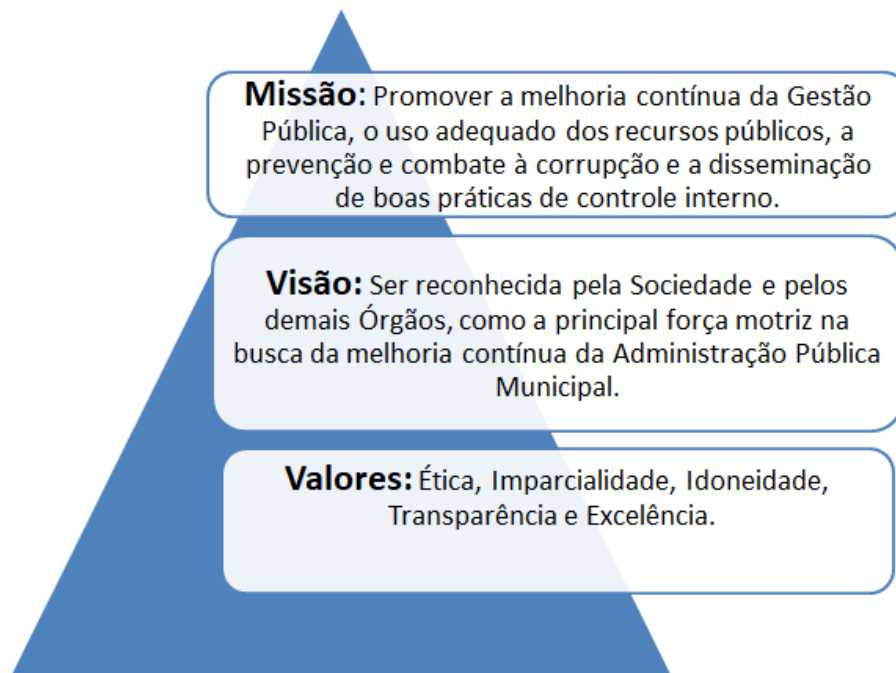 Missão: Promover a melhoria contínua da Gestão
Pública, o uso adequado dos recursos públicos, a
prevenção e combate à corrupção e a disseminação
de boas práticas de controle interno.
Visão: Ser reconhecida pela Sociedade e pelos
demais Órgãos, como a principal força motriz na
busca da melhoria contínua da Administração Pública
Municipal.
Valores: Ética, Imparcialidade, Idoneidade,
Transparência e Excelência.